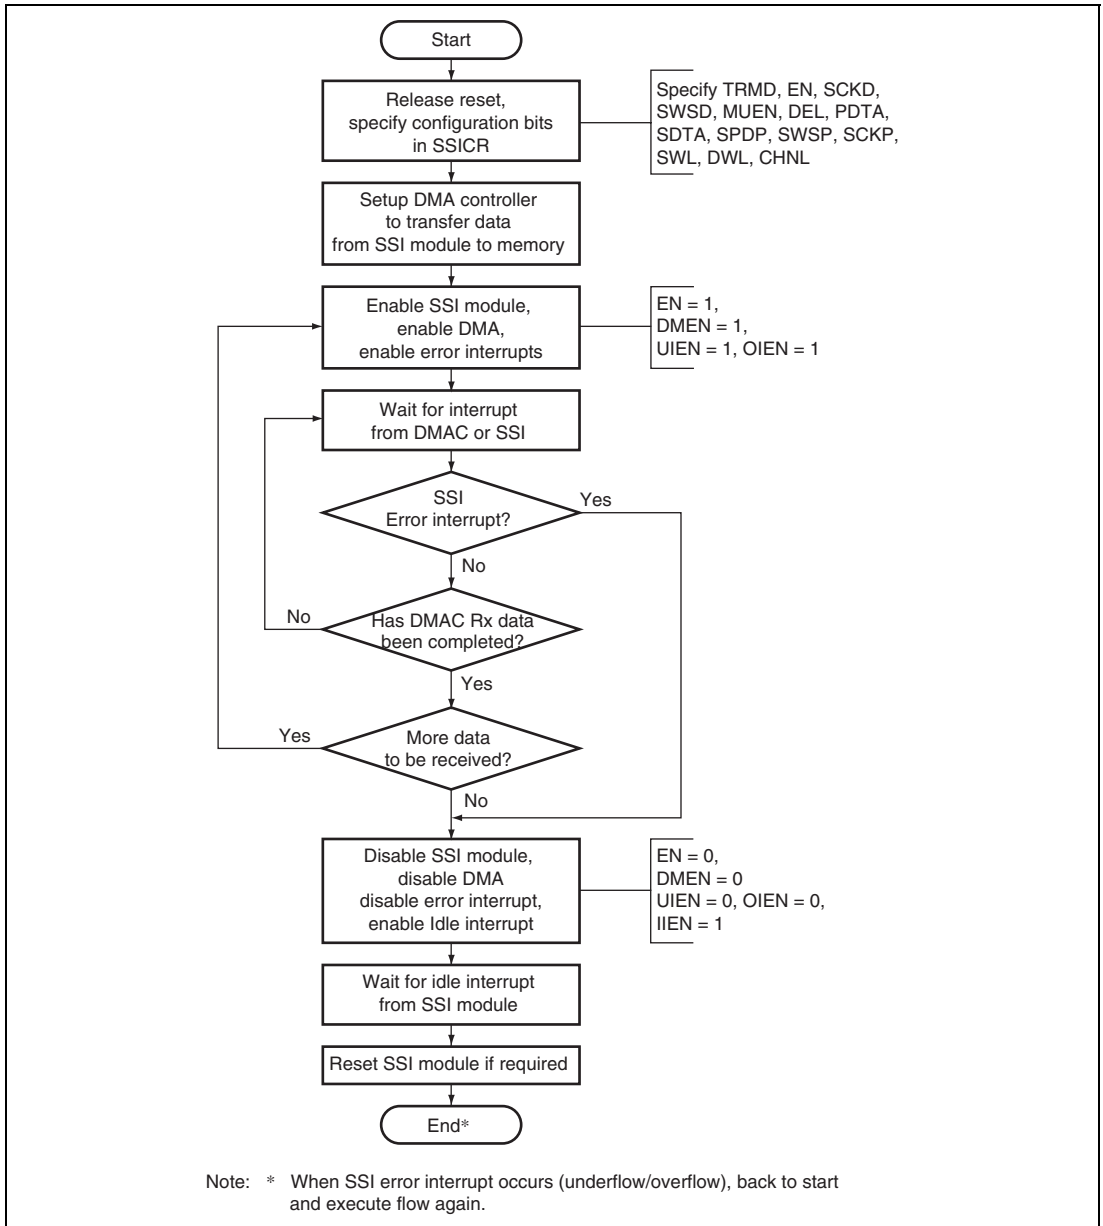 Start
Release reset,
specify configuration bits
in SSICR
Specify TRMD, EN, SCKD,
SWSD, MUEN, DEL, PDTA,
SDTA, SPDP, SWSP, SCKP,
SWL, DWL, CHNL
Setup DMA controller
to transfer data
from SSI module to memory
Enable SSI module,
enable DMA,
enable error interrupts
EN = 1,
DMEN = 1,
UIEN = 1, OIEN = 1
Wait for interrupt
from DMAC or SSI
SSI
Error interrupt?
Yes
No
Has DMAC Rx data
been completed?
No
Yes
More data
to be received?
Yes
No
Disable SSI module,
disable DMA
disable error interrupt,
enable Idle interrupt
EN = 0,
DMEN = 0
UIEN = 0, OIEN = 0,
IIEN = 1
Wait for idle interrupt
from SSI module
Reset SSI module if required
End*
Note: * When SSI error interrupt occurs (underflow/overflow), back to start
and execute flow again.